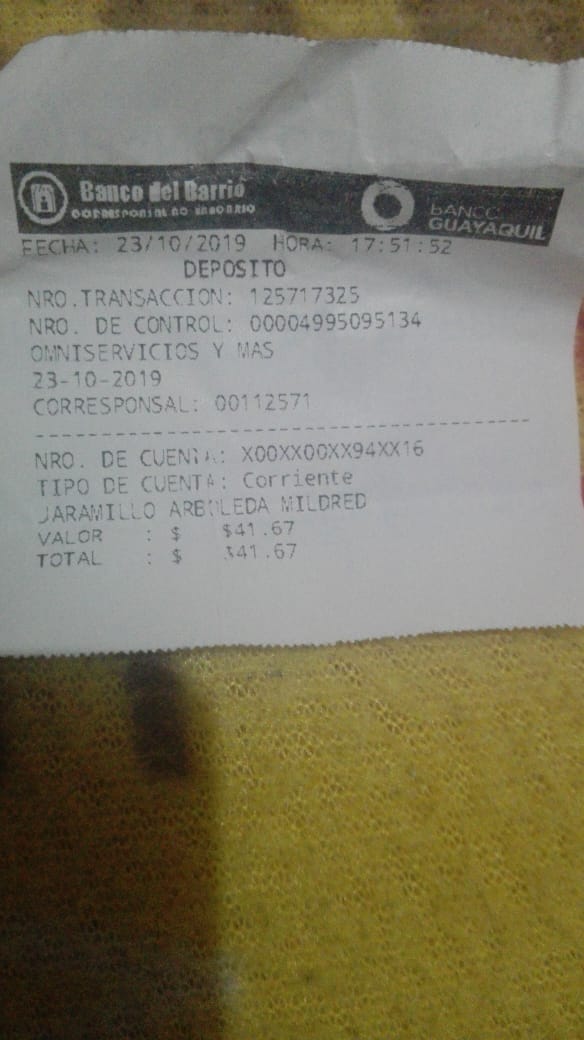 Banco del Barrio
CORRESPONSAL NO BANCARIO
BANCO
GUAYAQUIL
FECHA: 23/10/2019 HORA: 17:51:52
DEPOSITO
NRO.TRANSACCION: 125717325
NRO. DE CONTROL: 00004995095134
OMNISERVICIOS Y MAS
23-10-2019
CORRESPONSAL: 00112571
NRO. DE CUENTA: X00XX00XX94XX16
TIPO DE CUENTA: Corriente
JARAMILLO ARBOLEDA MILDRED
VALOR : $ $41.67
TOTAL : $ $41.67